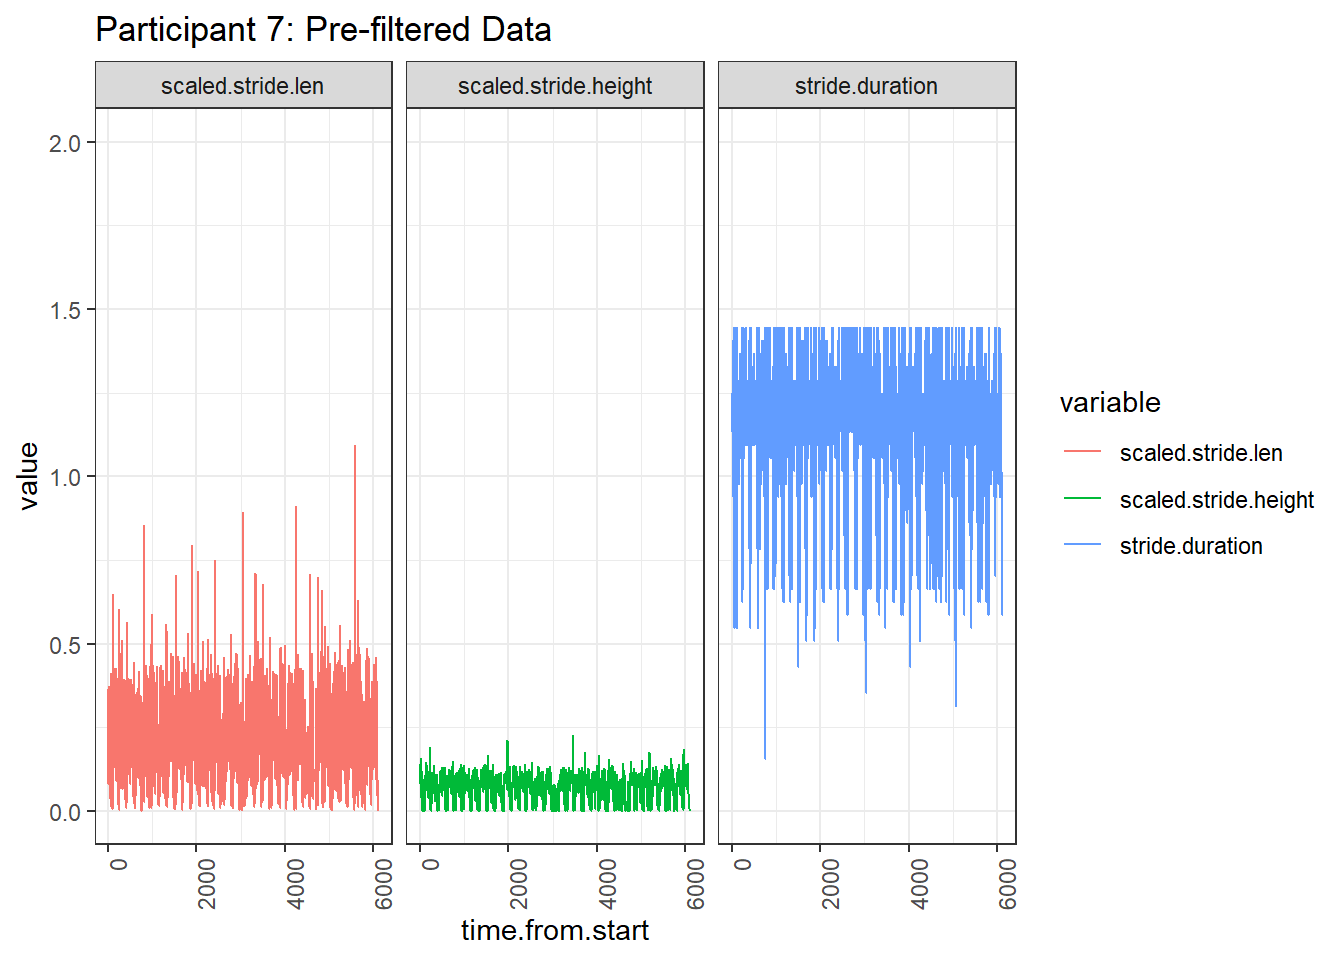 Participant 7: Pre-filtered Data
scaled.stride.len
scaled.stride.height
stride.duration
2.0
1.5
1.0
0.5
0.0
value
0
2000
4000
6000
0
2000
4000
6000
0
2000
4000
6000
time.from.start
variable
scaled.stride.len
scaled.stride.height
stride.duration